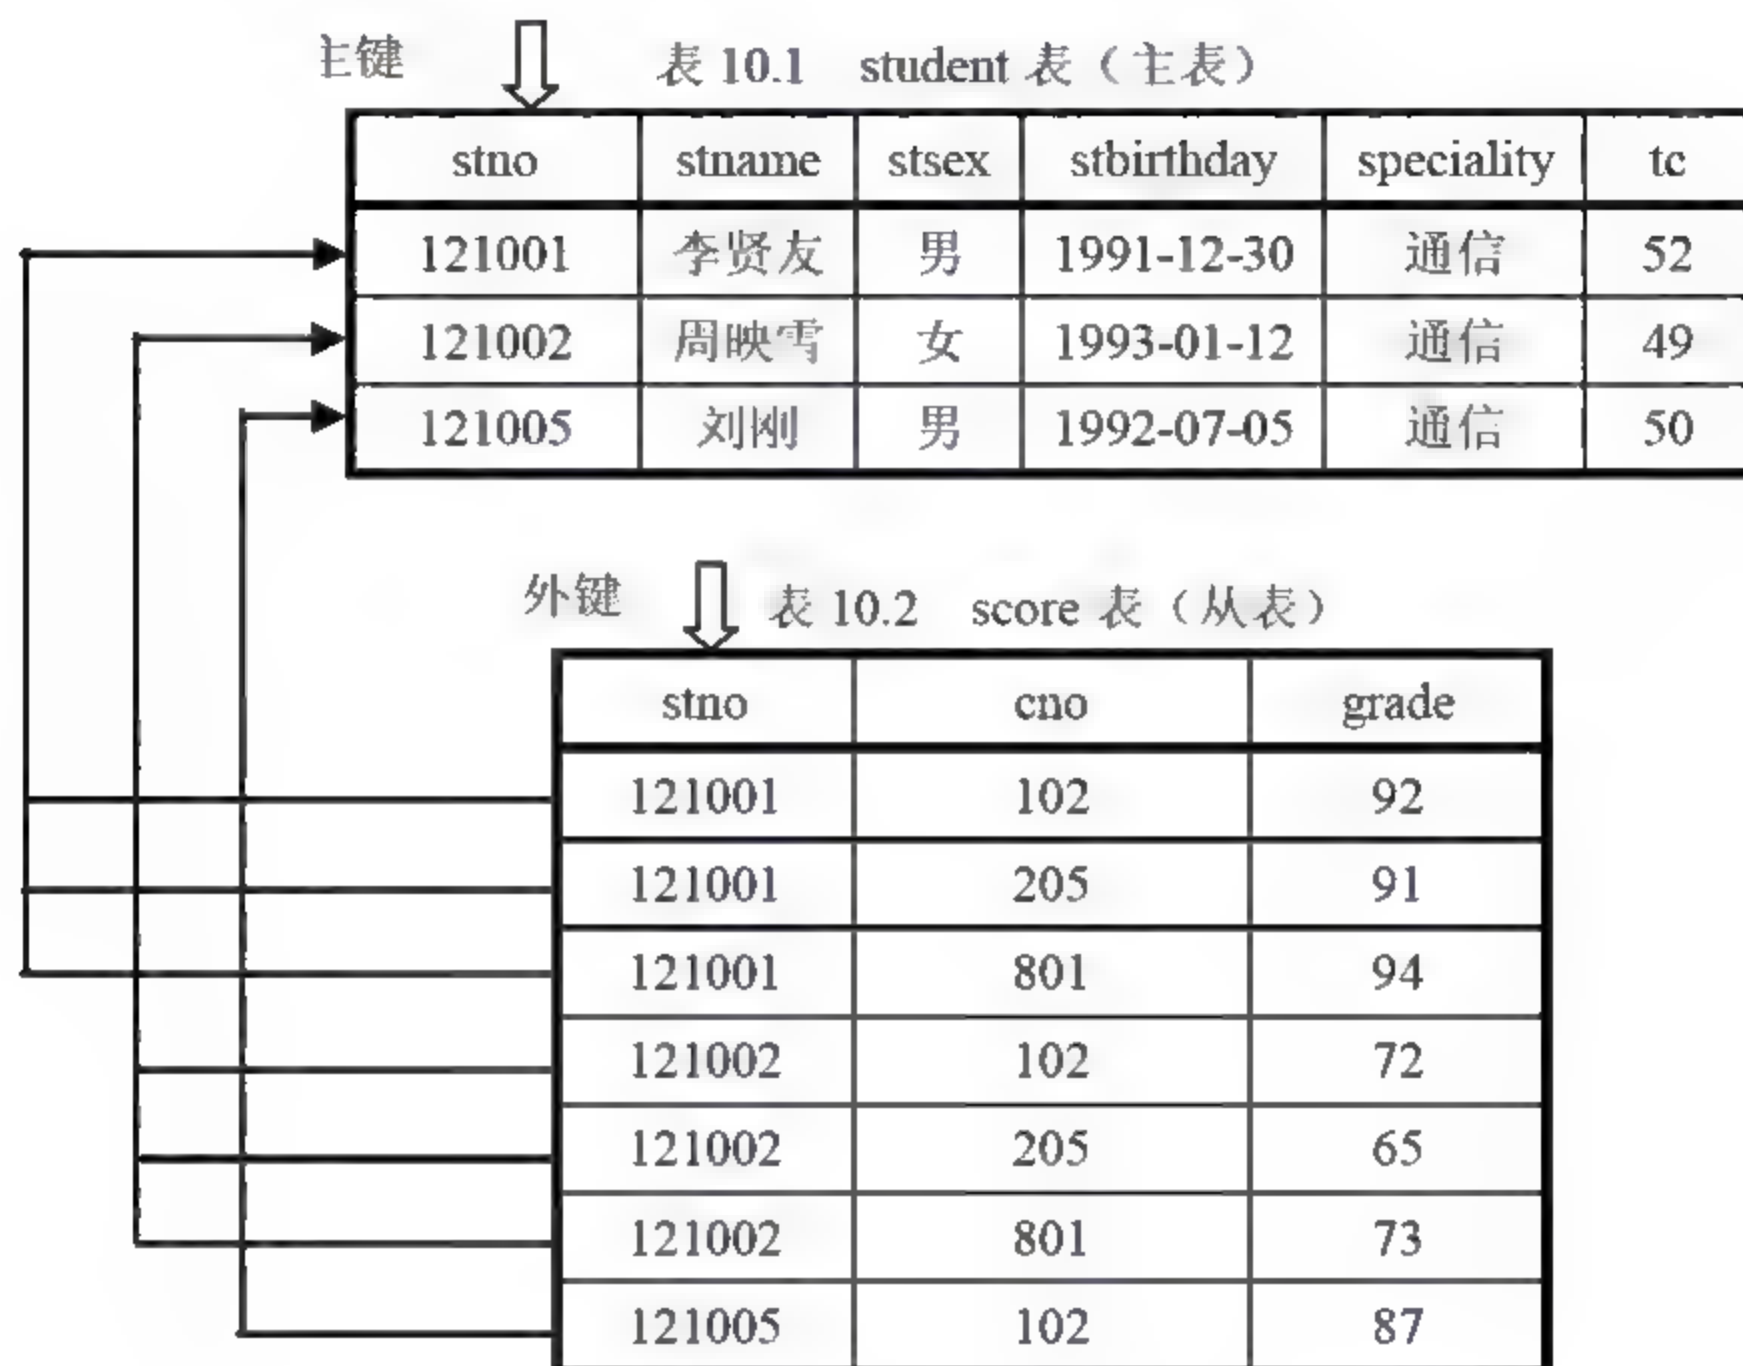 主键
表 10.1 student 表（主表）
stno stname stsex stbirthday speciality tc
121001 李贤友 男 1991-12-30 通信 52
121002 周映雪 女 1993-01-12 通信 49
121005 刘刚 男 1992-07-05 通信 50
外键
表 10.2 score 表（从表）
stno cno grade
121001 102 92
121001 205 91
121001 801 94
121002 102 72
121002 205 65
121002 801 73
121005 102 87